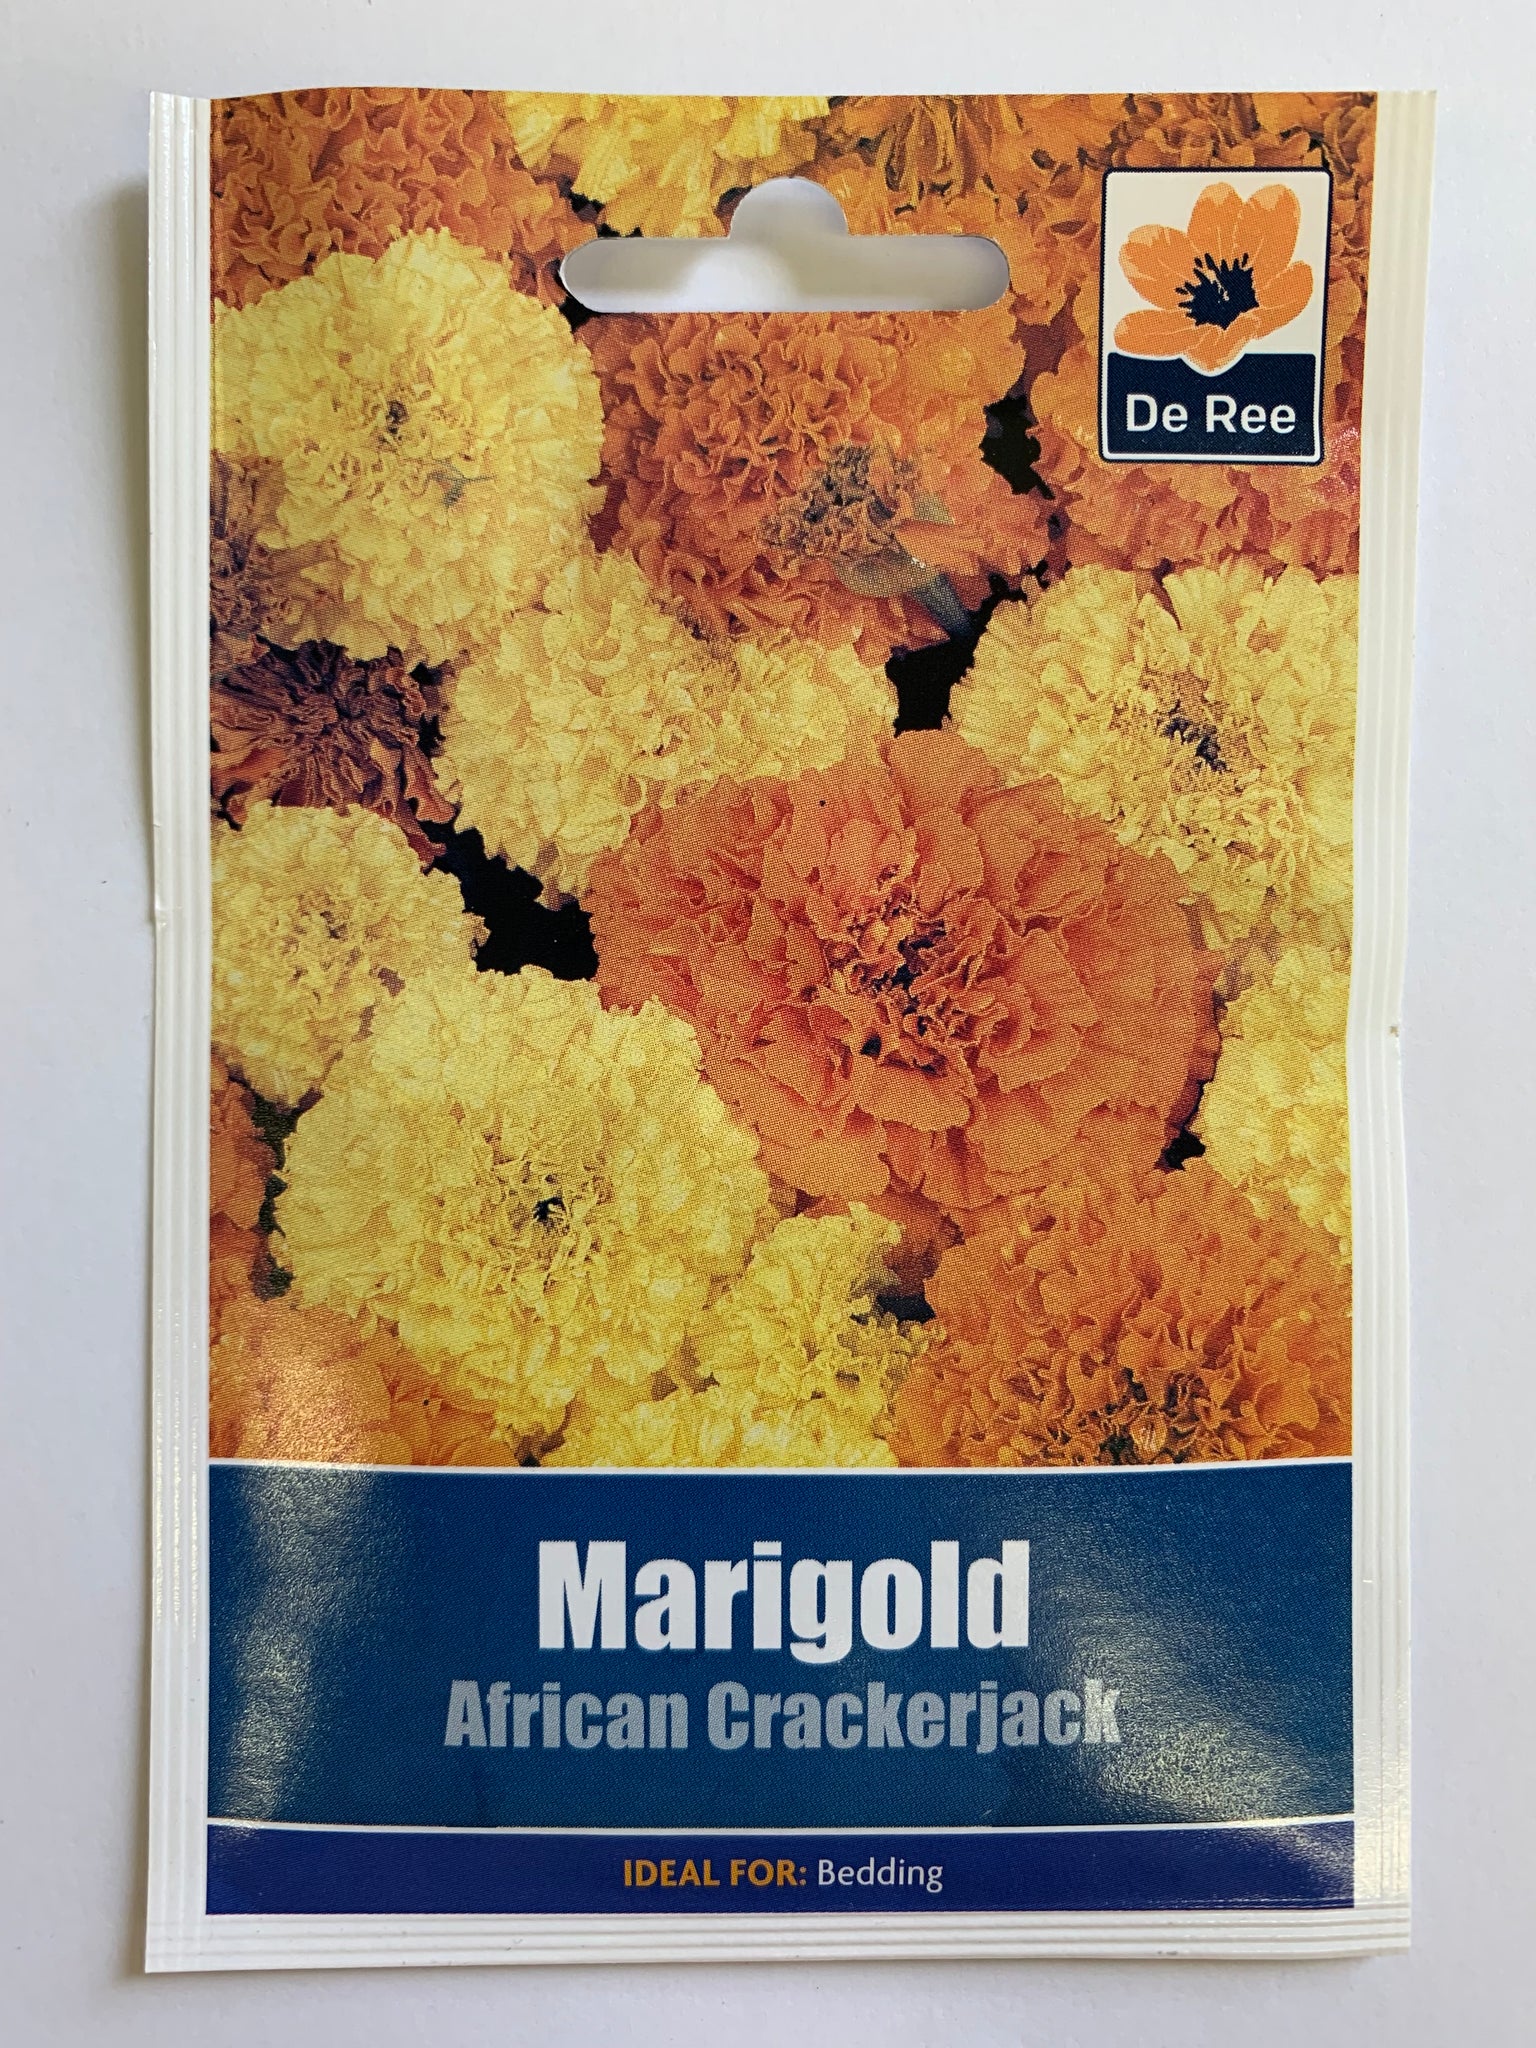 De Ree
Marigold
African Crackerjack
IDEAL FOR: Bedding